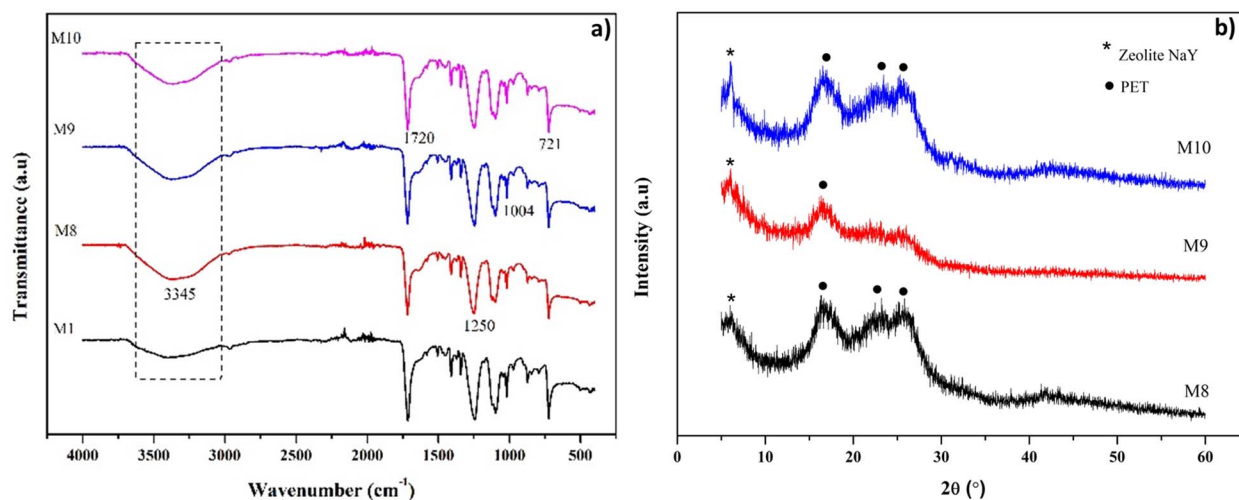 a)
M10
M9
M8
M1
1720
721
1004
3345
1250
4000 3500 3000 2500 2000 1500 1000 500
Wavenumber (cm⁻¹)
Transmittance (a.u)
b)
* Zeolite NaY
● PET
*
● ● ●
M10
*
●
M9
● ● ●
*
M8
0 10 20 30 40 50 60
2θ (°)
Intensity (a.u)